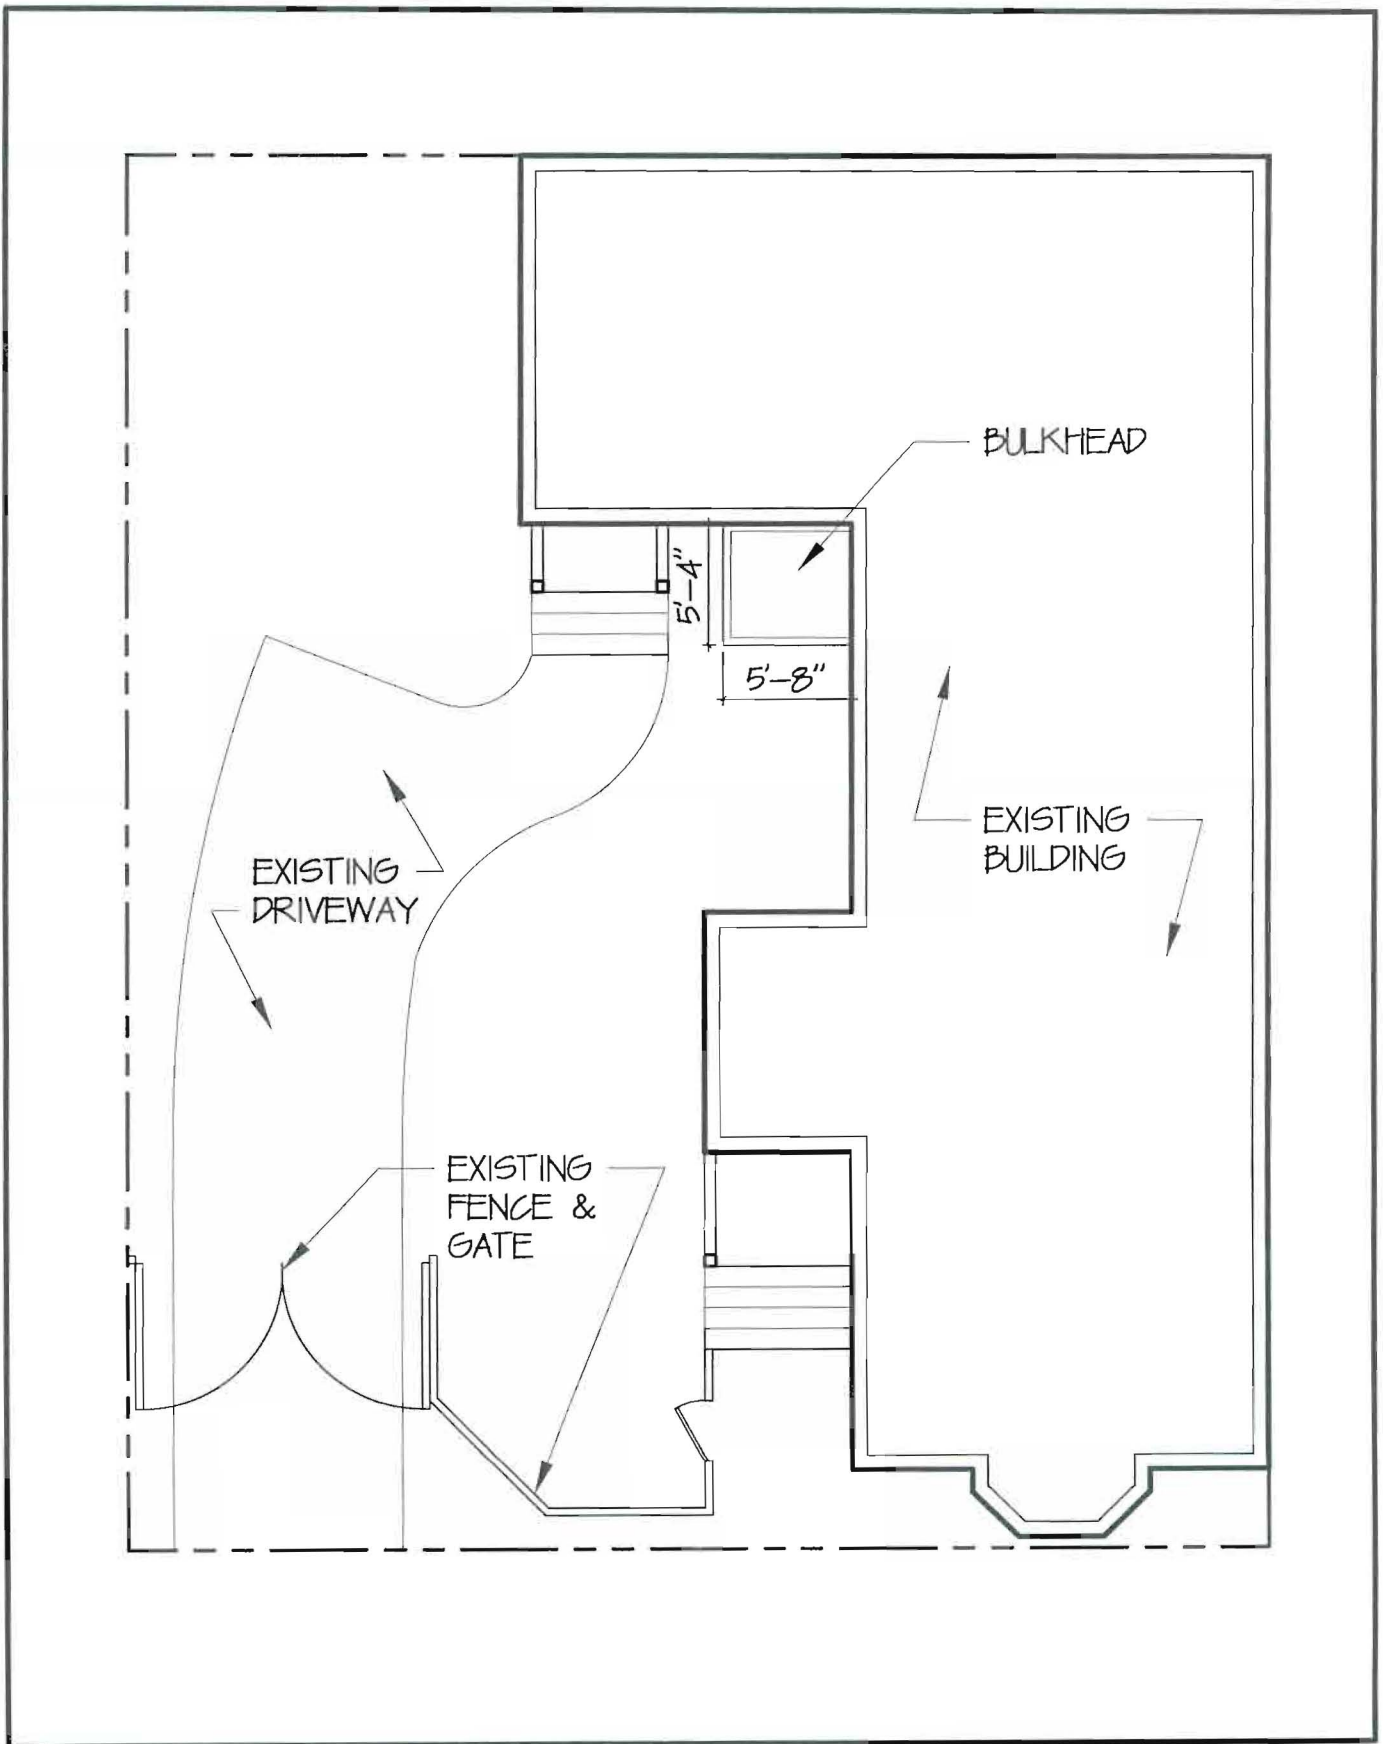 BULKHEAD
5'-4"
5'-8"
EXISTING
BUILDING
EXISTING
DRIVEWAY
EXISTING
FENCE &
GATE